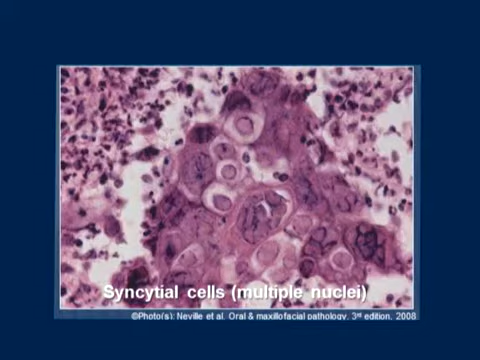 Syncytial cells (multiple nuclei)
©Photo(s): Neville et al. Oral & maxillofacial pathology, 3rd edition, 2008.